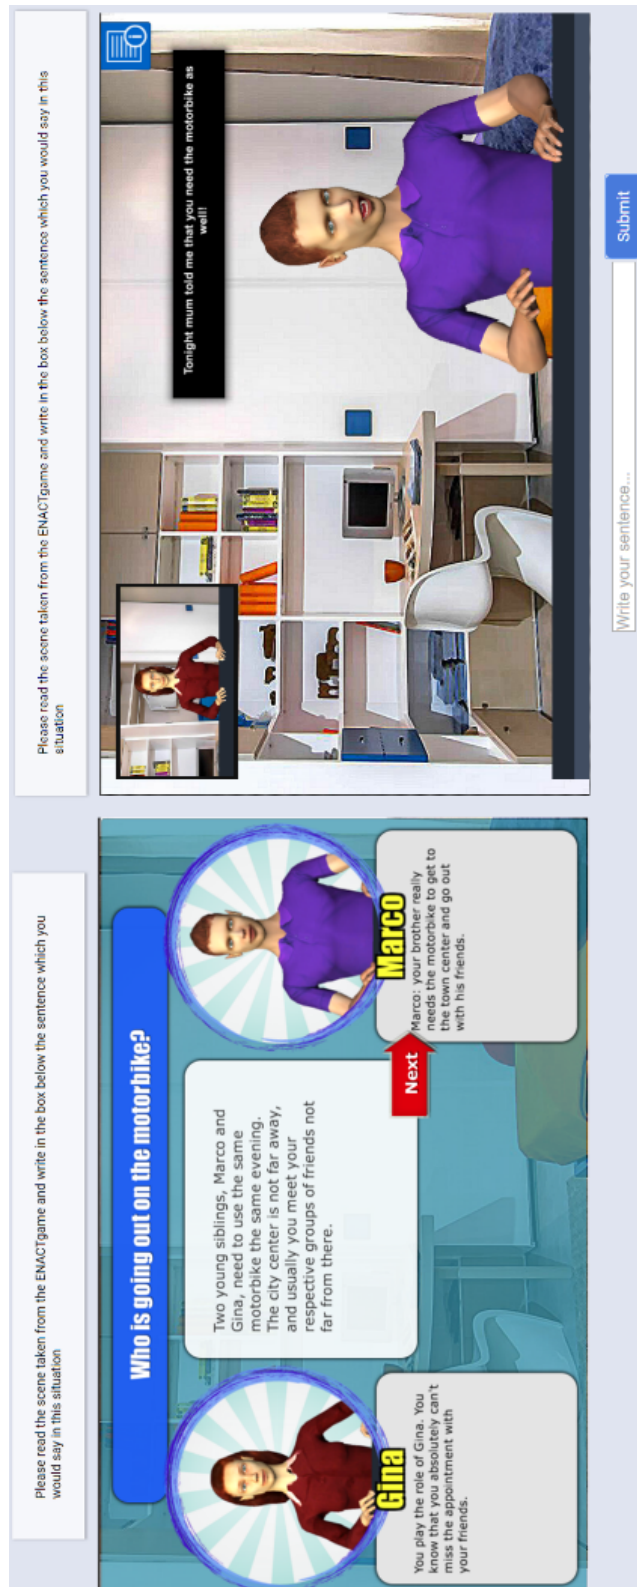 Please read the scene taken from the ENACTgame and write in the box below the sentence which you
would say in this situation
Who is going out on the motorbike?
Two young siblings, Marco and
Gina, need to use the same
motorbike the same evening.
The city center is not far away,
and usually you meet your
respective groups of friends not
far from there.
Gina
You play the role of Gina. You
know that you absolutely can't
miss the appointment with
your friends.
Next
Marco
Marco: your brother really
needs the motorbike to get to
the town center and go out
with his friends.
Please read the scene taken from the ENACTgame and write in the box below the sentence which you would say in this
situation
Tonight mum told me that you need the motorbike as
well!
Write your sentence...
Submit